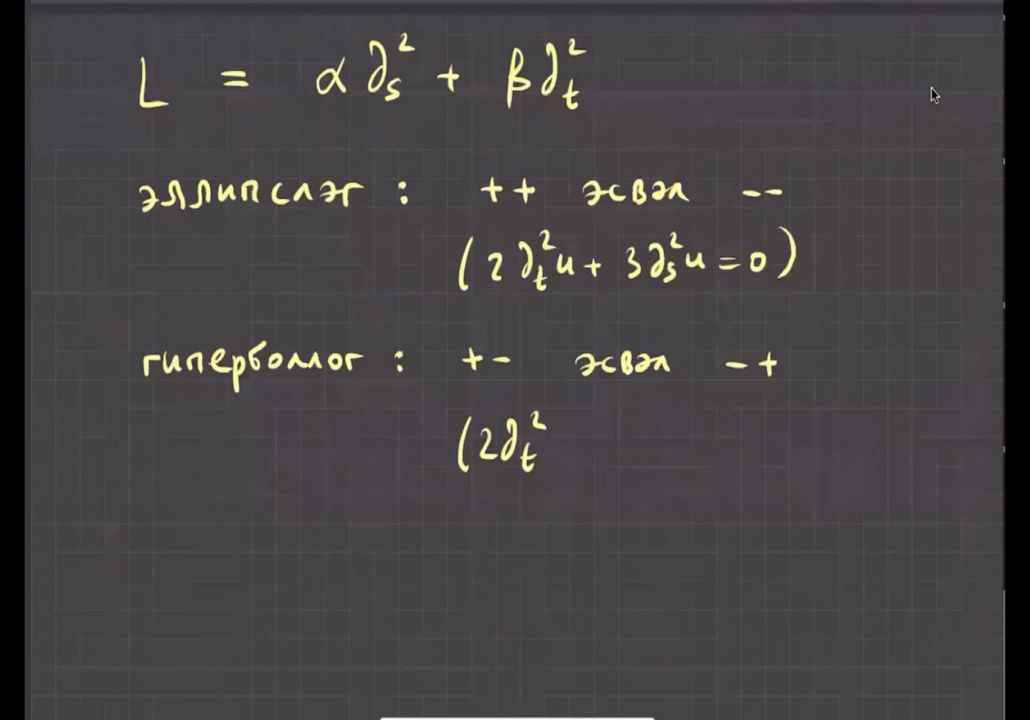 L = α∂ₛ² + β∂ₜ²
эллипслэг : ++ эсвэл --
(2∂ₜ²u + 3∂ₛ²u = 0)
гиперболлог : +- эсвэл -+
(2∂ₜ²